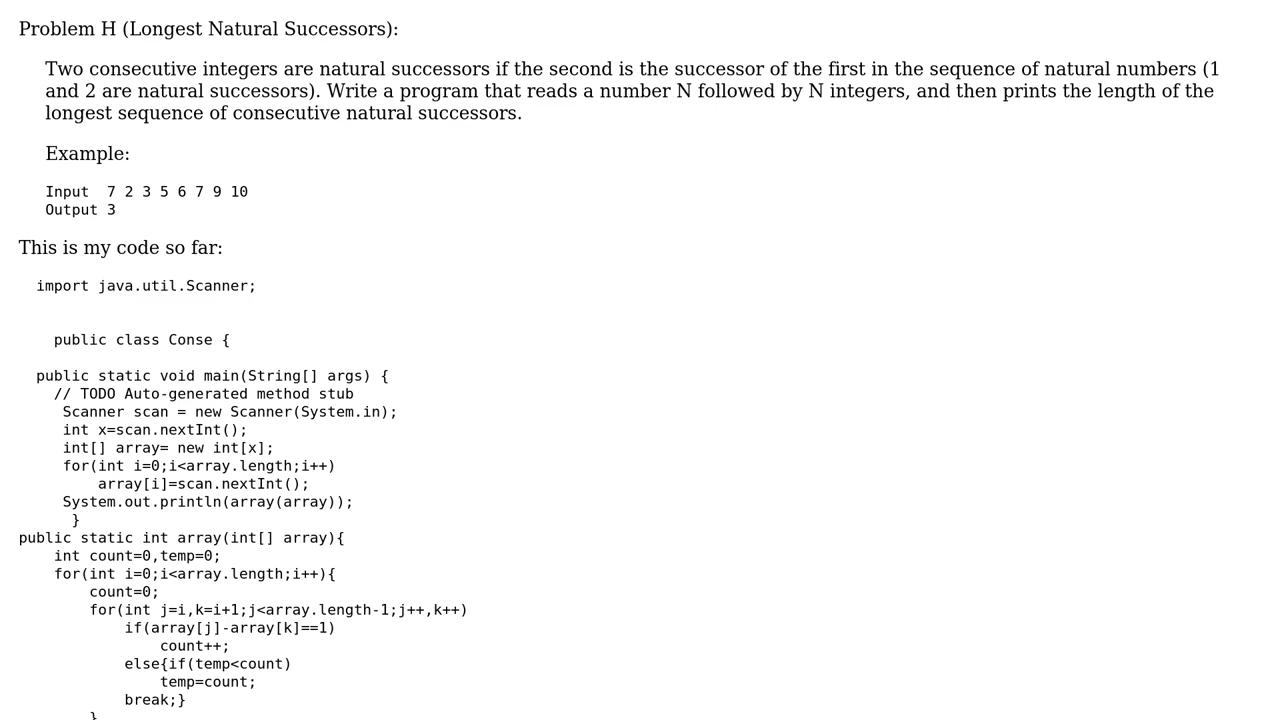 Problem H (Longest Natural Successors):
Two consecutive integers are natural successors if the second is the successor of the first in the sequence of natural numbers (1
and 2 are natural successors). Write a program that reads a number N followed by N integers, and then prints the length of the
longest sequence of consecutive natural successors.
Example:
Input  7 2 3 5 6 7 9 10
Output 3
This is my code so far:
import java.util.Scanner;
public class Conse {
public static void main(String[] args) {
// TODO Auto-generated method stub
Scanner scan = new Scanner(System.in);
int x=scan.nextInt();
int[] array= new int[x];
for(int i=0;i<array.length;i++)
array[i]=scan.nextInt();
System.out.println(array(array));
}
public static int array(int[] array){
int count=0,temp=0;
for(int i=0;i<array.length;i++){
count=0;
for(int j=i,k=i+1;j<array.length-1;j++,k++)
if(array[j]-array[k]==1)
count++;
else{if(temp<count)
temp=count;
break;}
}